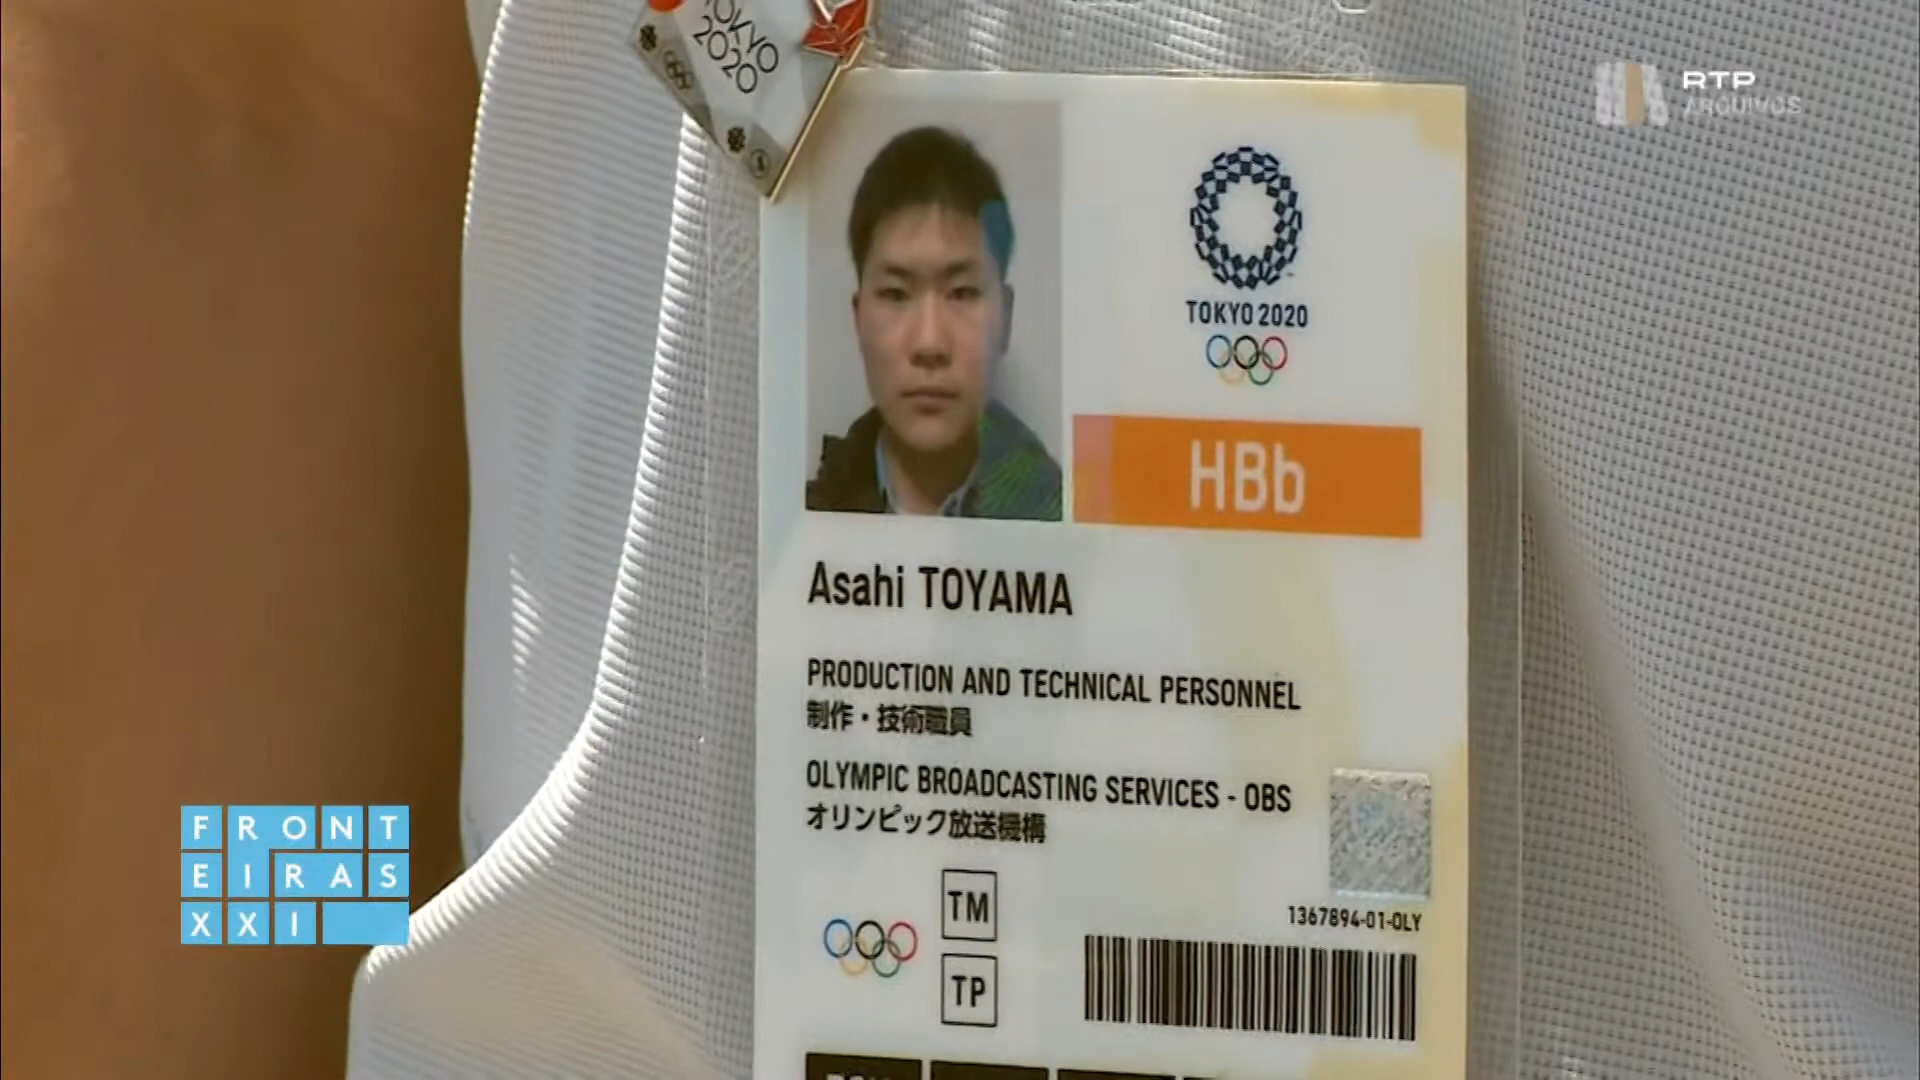 TOKYO
2020
RTP
ARQUIVOS
TOKYO 2020
HBb
Asahi TOYAMA
PRODUCTION AND TECHNICAL PERSONNEL
制作・技術職員
OLYMPIC BROADCASTING SERVICES - OBS
オリンピック放送機構
1367894-01-OLY
TM
TP
FRONT
EIRAS
XXI